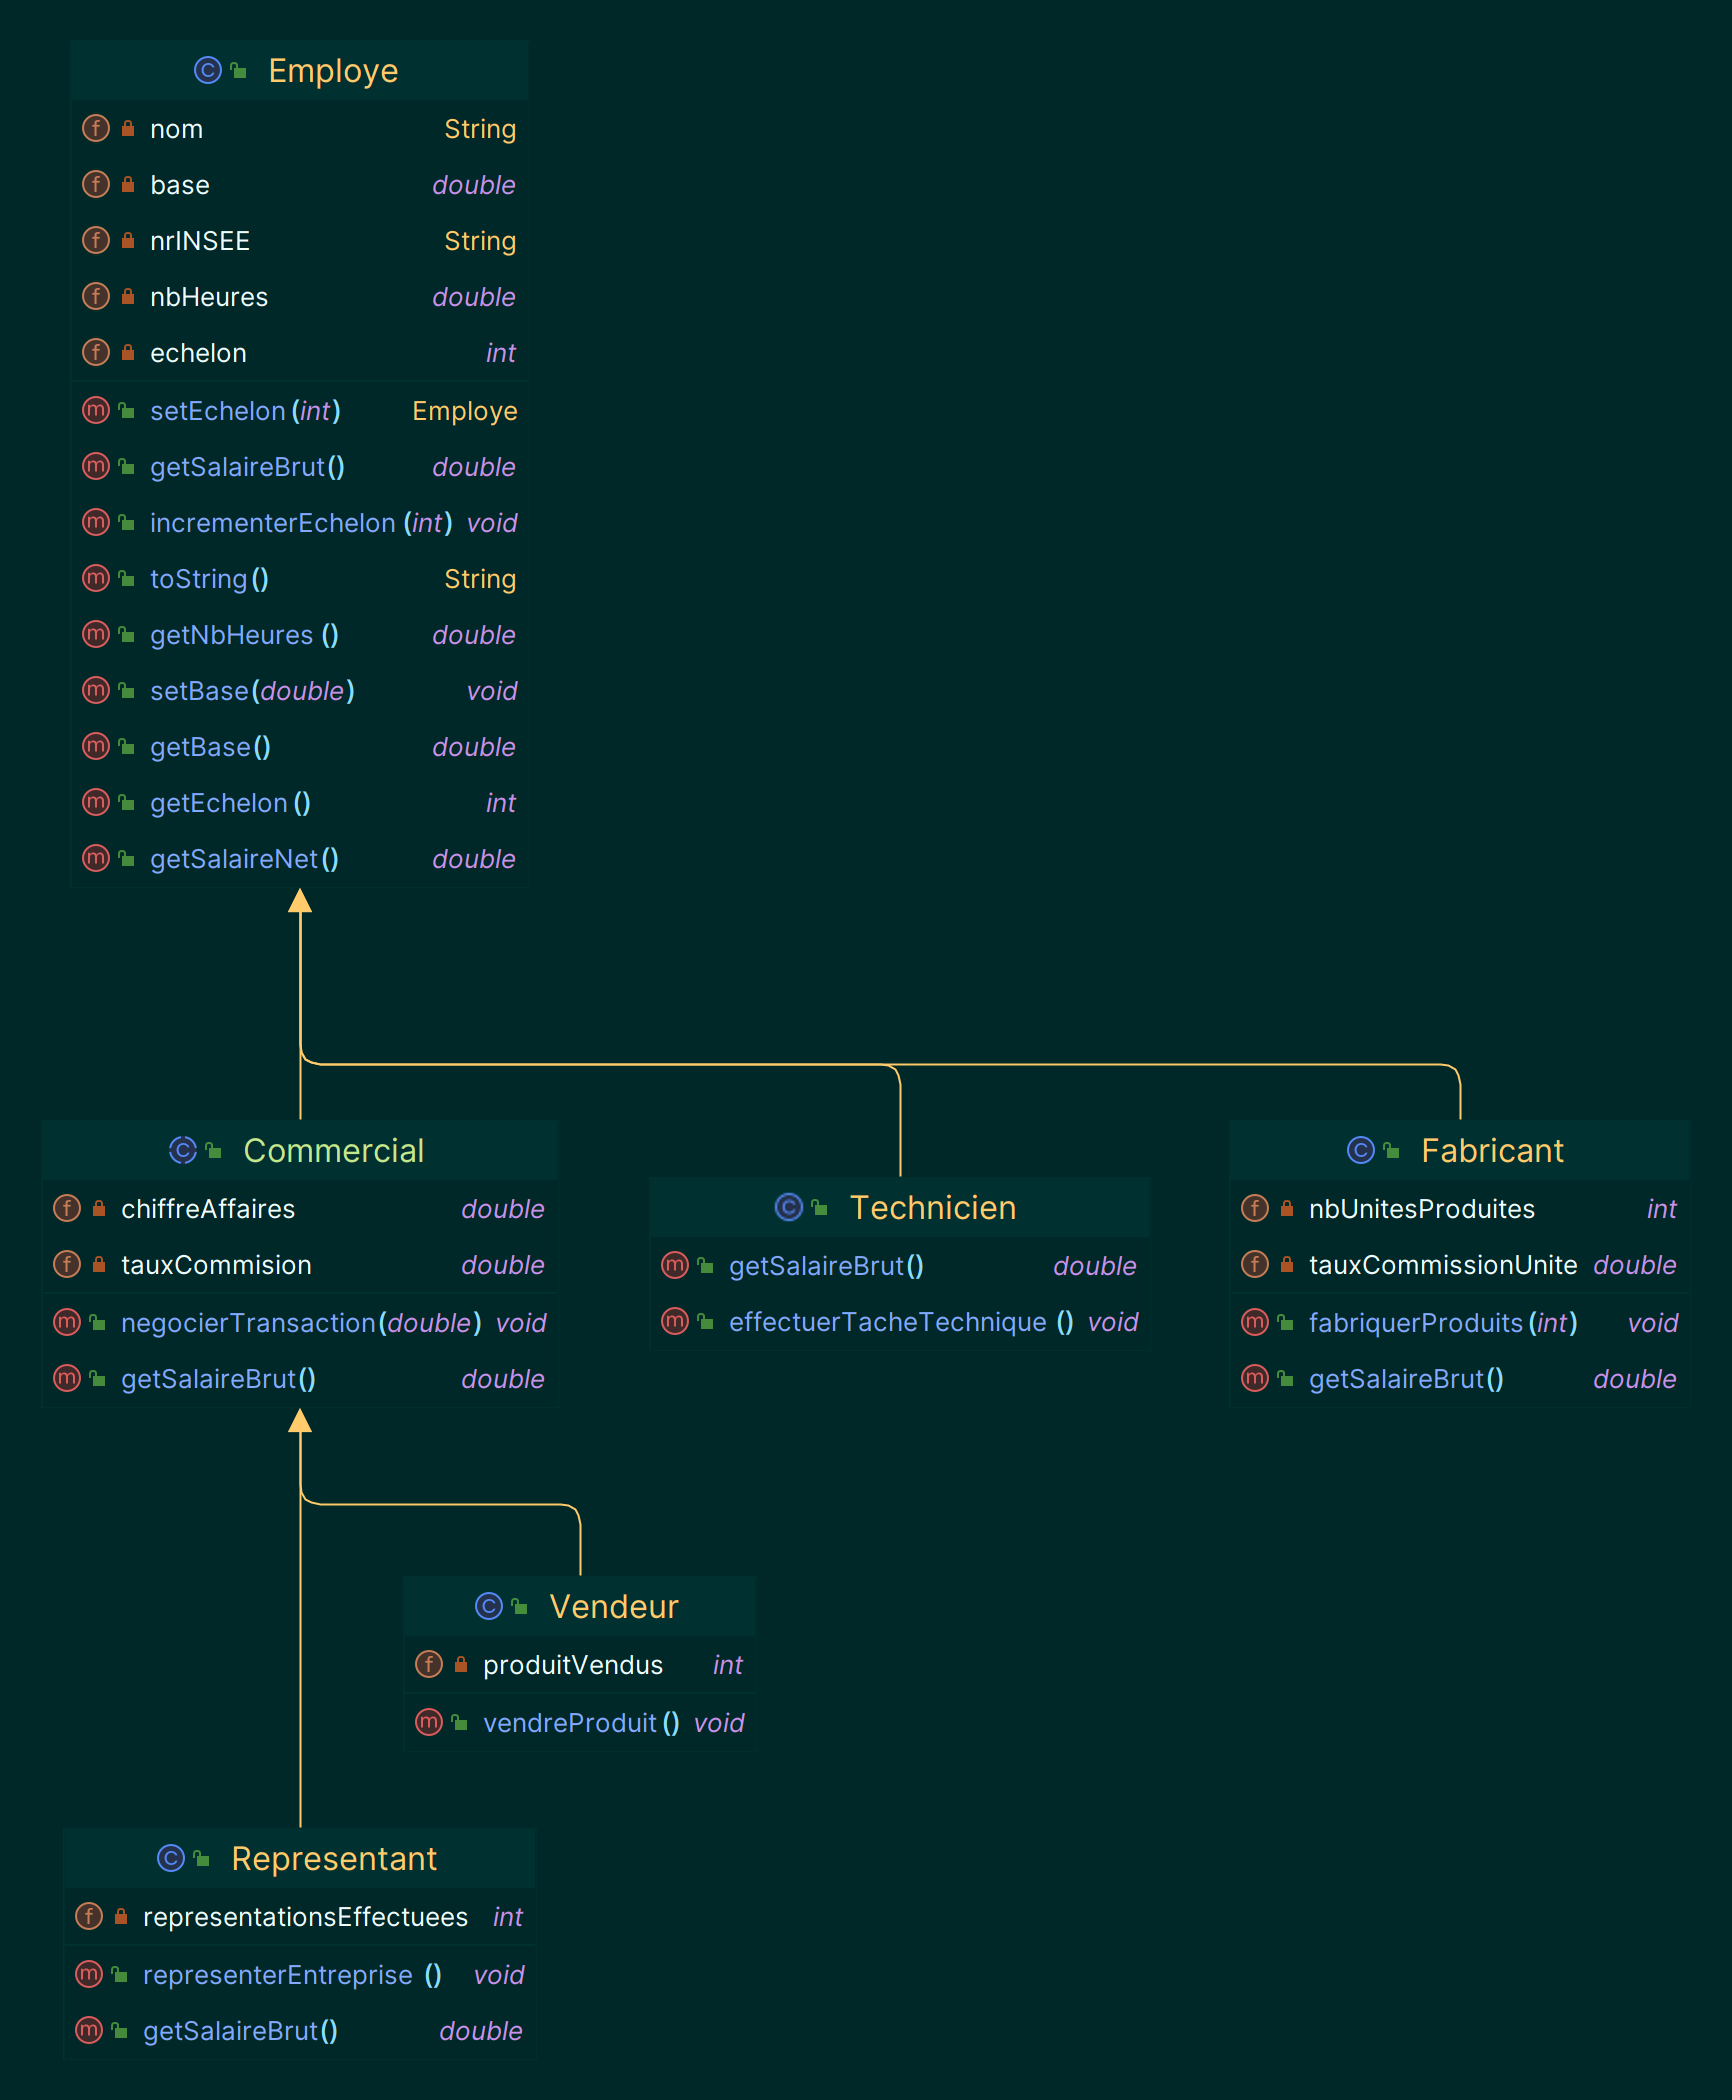 Employe
nom String
base double
nrINSEE String
nbHeures double
echelon int
setEchelon(int) Employe
getSalaireBrut() double
incrementerEchelon(int) void
toString() String
getNbHeures() double
setBase(double) void
getBase() double
getEchelon() int
getSalaireNet() double
Commercial
chiffreAffaires double
tauxCommision double
negocierTransaction(double) void
getSalaireBrut() double
Technicien
getSalaireBrut() double
effectuerTacheTechnique() void
Fabricant
nbUnitesProduites int
tauxCommissionUnite double
fabriquerProduits(int) void
getSalaireBrut() double
Vendeur
produitVendus int
vendreProduit() void
Representant
representationsEffectuees int
representerEntreprise() void
getSalaireBrut() double